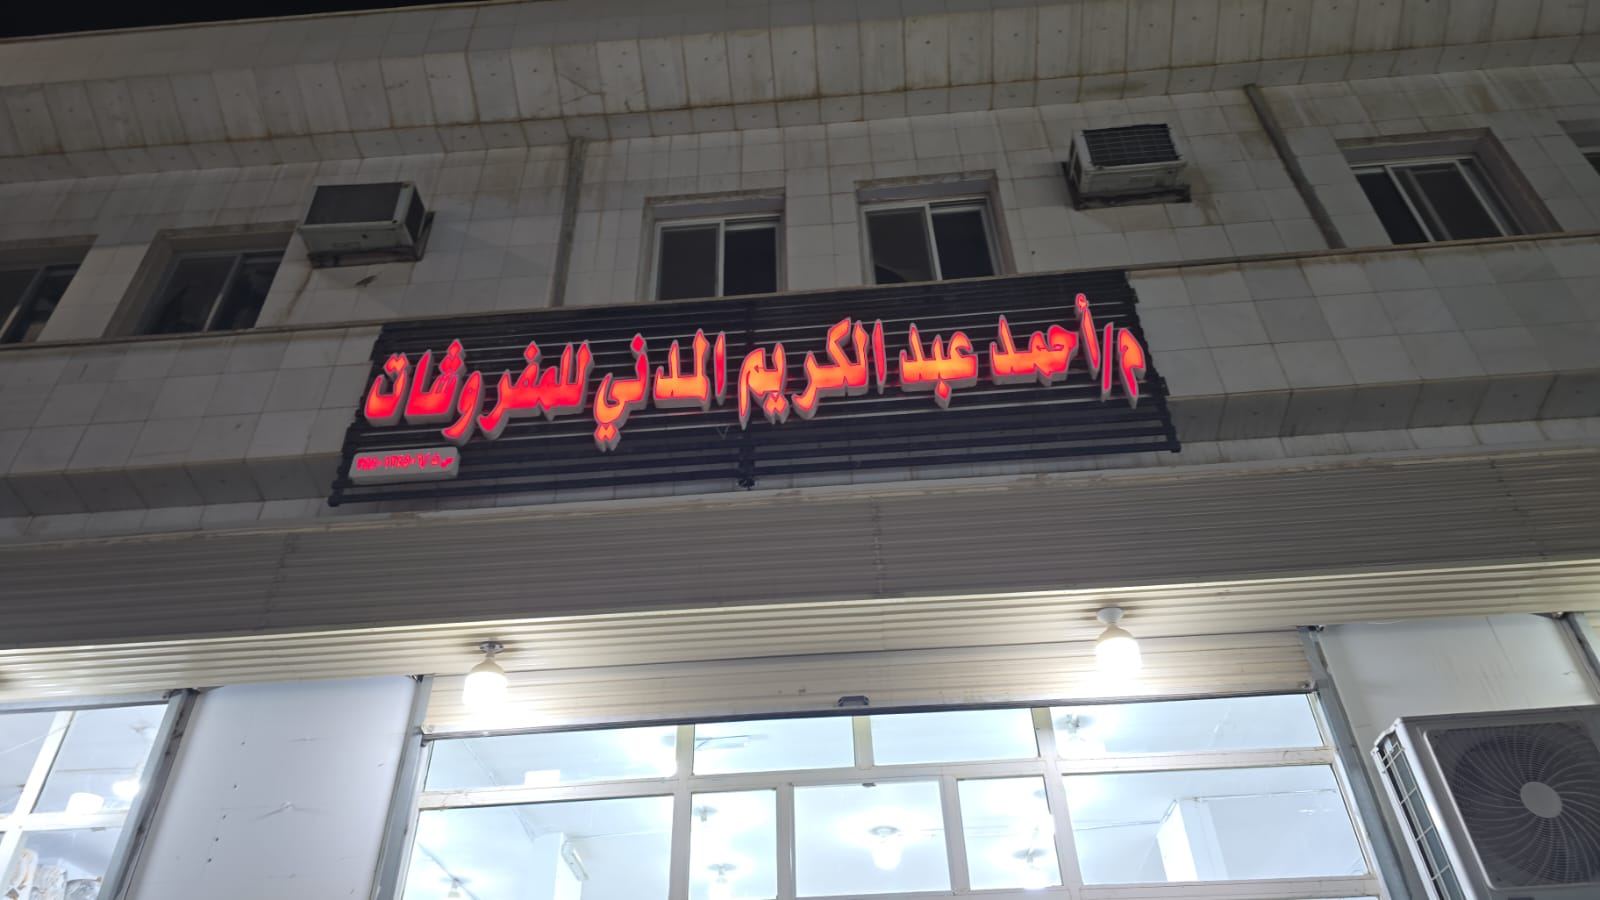 م/أحمد عبد الكريم المدني للمفروشات
س ت /